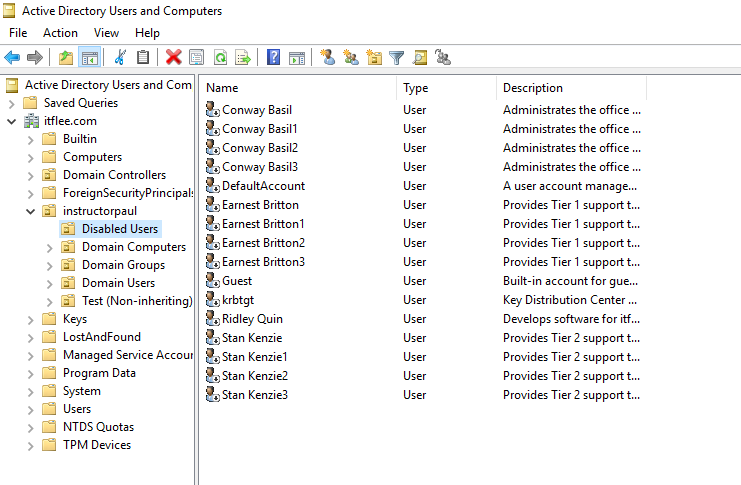 Active Directory Users and Computers
File Action View Help
Active Directory Users and Com
Saved Queries
itflee.com
Builtin
Computers
Domain Controllers
ForeignSecurityPrincipals
instructorpaul
Disabled Users
Domain Computers
Domain Groups
Domain Users
Test (Non-inheriting)
Keys
LostAndFound
Managed Service Accour
Program Data
System
Users
NTDS Quotas
TPM Devices
Name Type Description
Conway Basil User Administrates the office ...
Conway Basil1 User Administrates the office ...
Conway Basil2 User Administrates the office ...
Conway Basil3 User Administrates the office ...
DefaultAccount User A user account manage...
Earnest Britton User Provides Tier 1 support t...
Earnest Britton1 User Provides Tier 1 support t...
Earnest Britton2 User Provides Tier 1 support t...
Earnest Britton3 User Provides Tier 1 support t...
Guest User Built-in account for gue...
krbtgt User Key Distribution Center ...
Ridley Quin User Develops software for itf...
Stan Kenzie User Provides Tier 2 support t...
Stan Kenzie1 User Provides Tier 2 support t...
Stan Kenzie2 User Provides Tier 2 support t...
Stan Kenzie3 User Provides Tier 2 support t...